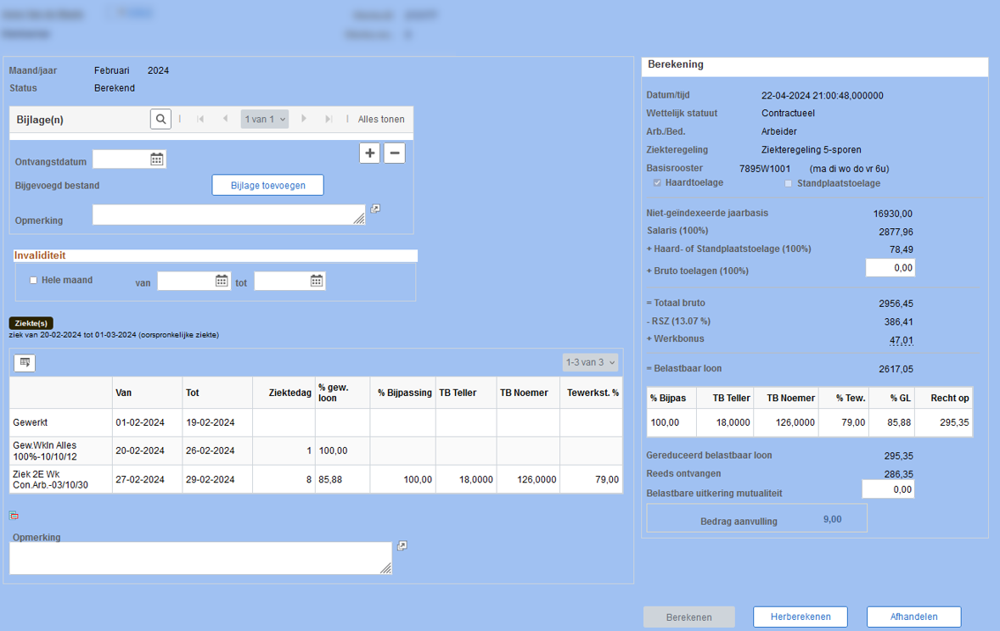 Maand/jaar Februari 2024
Status Berekend
Bijlage(n) 1 van 1 Alles tonen
Ontvangstdatum
Bijgevoegd bestand Bijlage toevoegen
Opmerking
Invaliditeit
Hele maand van tot
Ziekte(s)
ziek van 20-02-2024 tot 01-03-2024 (oorspronkelijke ziekte)
1-3 van 3
Van Tot Ziektedag % gew. loon % Bijpassing TB Teller TB Noemer Tewerkst. %
Gewerkt 01-02-2024 19-02-2024
Gew.Wkln Alles 100%-10/10/12 20-02-2024 26-02-2024 1 100,00
Ziek 2E Wk Con.Arb.-03/10/30 27-02-2024 29-02-2024 8 85,88 100,00 18,0000 126,0000 79,00
Opmerking
Berekening
Datum/tijd 22-04-2024 21:00:48,000000
Wettelijk statuut Contractueel
Arb./Bed. Arbeider
Ziekteregeling Ziekteregeling 5-sporen
Basisrooster 7895W1001 (ma di wo do vr 6u)
Haardtoelage Standplaatstoelage
Niet-geïndexeerde jaarbasis 16930,00
Salaris (100%) 2877,96
+ Haard- of Standplaatstoelage (100%) 78,49
+ Bruto toelagen (100%) 0,00
= Totaal bruto 2956,45
- RSZ (13.07 %) 386,41
+ Werkbonus 47,01
= Belastbaar loon 2617,05
% Bijpas TB Teller TB Noemer % Tew. % GL Recht op
100,00 18,0000 126,0000 79,00 85,88 295,35
Gereduceerd belastbaar loon 295,35
Reeds ontvangen 286,35
Belastbare uitkering mutualiteit 0,00
Bedrag aanvulling 9,00
Berekenen Herberekenen Afhandelen